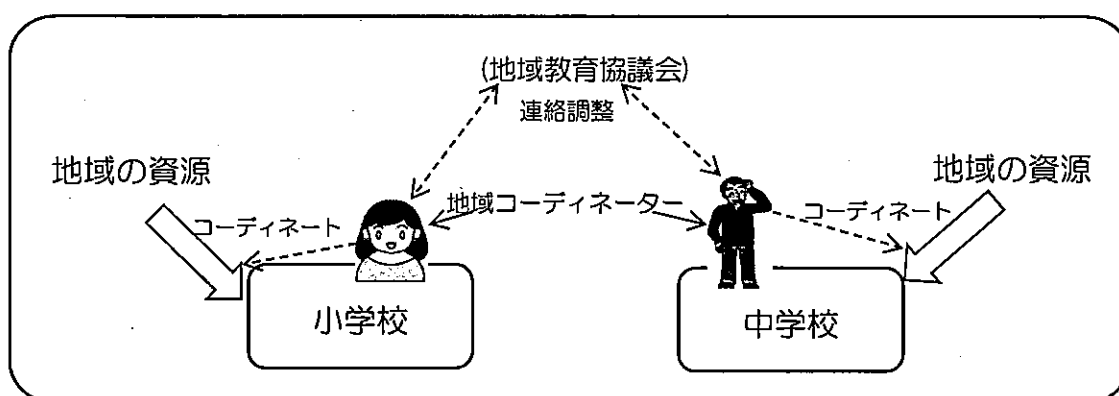 (地域教育協議会)
連絡調整
地域の資源
地域の資源
コーディネート
地域コーディネーター
コーディネート
小学校
中学校